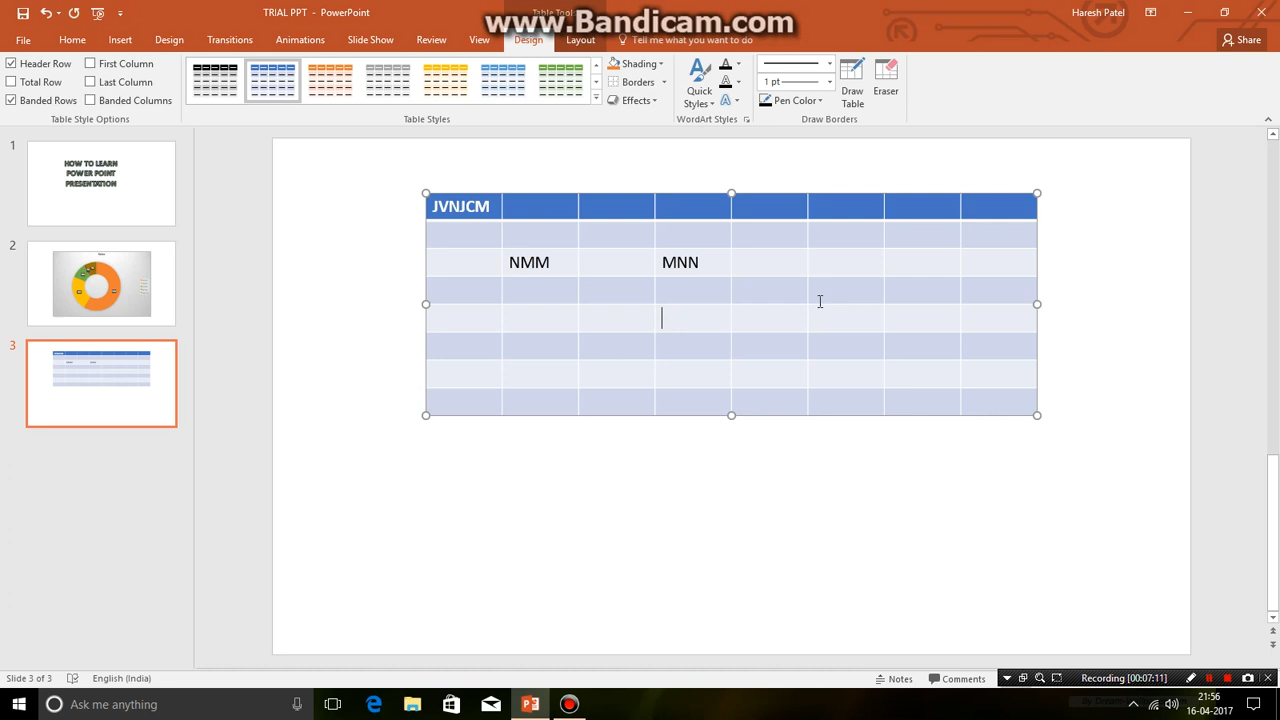 TRIAL PPT - PowerPoint
Table Tools
www.Bandicam.com
Haresh Patel
File Home Insert Design Transitions Animations Slide Show Review View Design Layout Tell me what you want to do Share
Header Row First Column
Total Row Last Column
Banded Rows Banded Columns
Table Style Options
Table Styles
Shading
Borders
Effects
Quick
Styles
WordArt Styles
1 pt
Pen Color
Draw
Table
Eraser
Draw Borders
1
HOW TO LEARN
POWER POINT
PRESENTATION
2
3
JVNJCM
NMM MNN
Slide 3 of 3 English (India) Notes Comments
Recording [00:07:11]
Ask me anything
21:56
16-04-2017